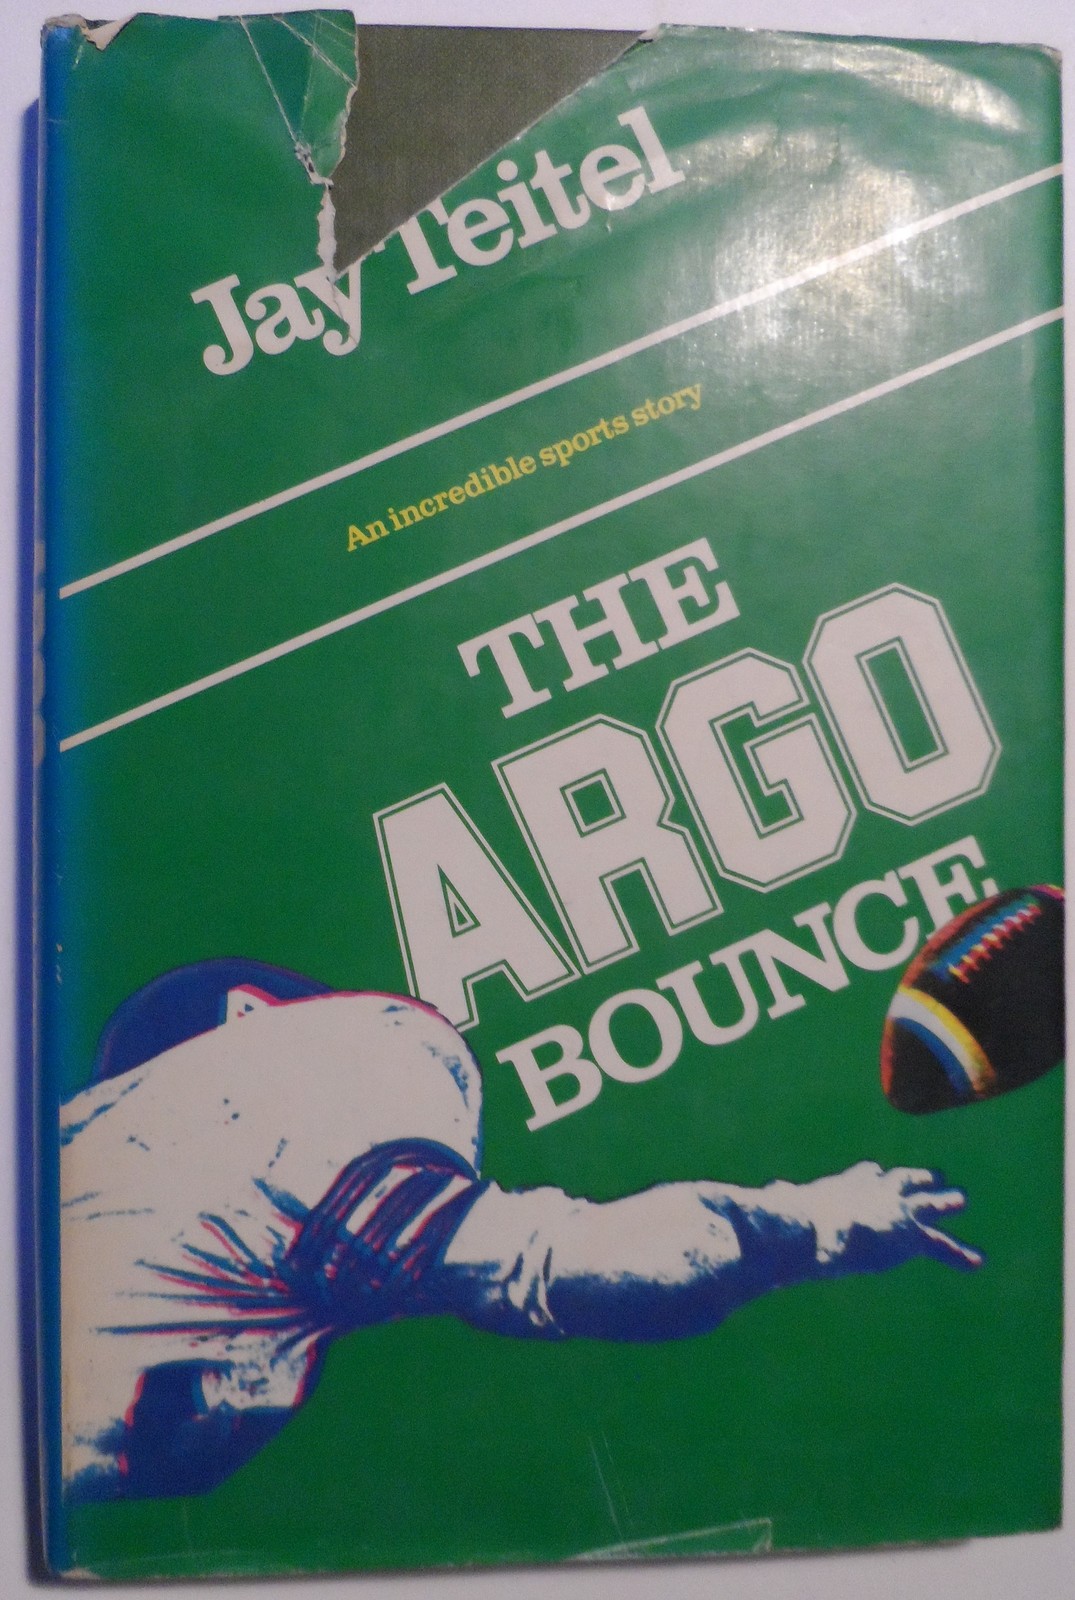 Jay Teitel
An incredible sports story
THE
ARGO
BOUNCE